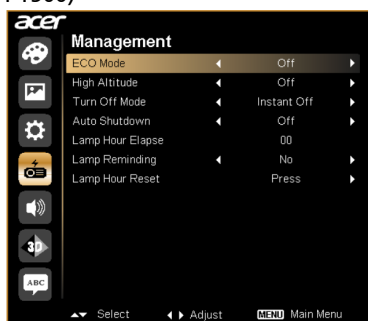 acer
Management
ECO Mode Off
High Altitude Off
Turn Off Mode Instant Off
Auto Shutdown Off
Lamp Hour Elapse 00
Lamp Reminding No
Lamp Hour Reset Press
3D
ABC
Select Adjust MENU Main Menu